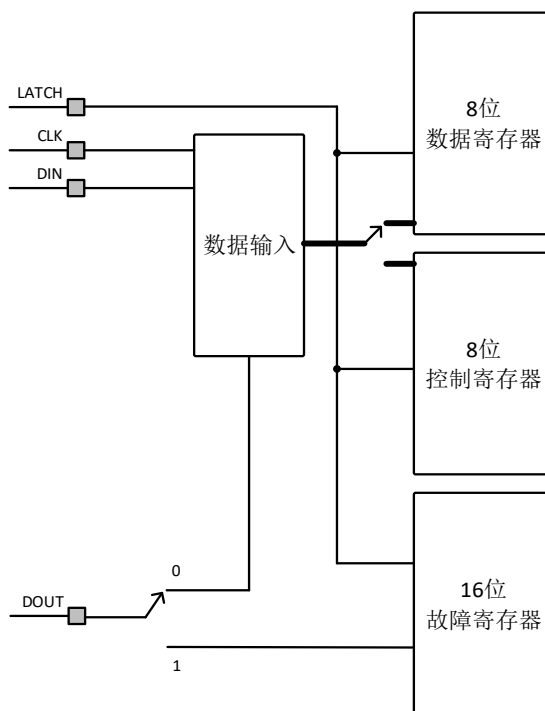 LATCH
CLK
DIN
数据输入
8位
数据寄存器
8位
控制寄存器
0
DOUT
1
16位
故障寄存器